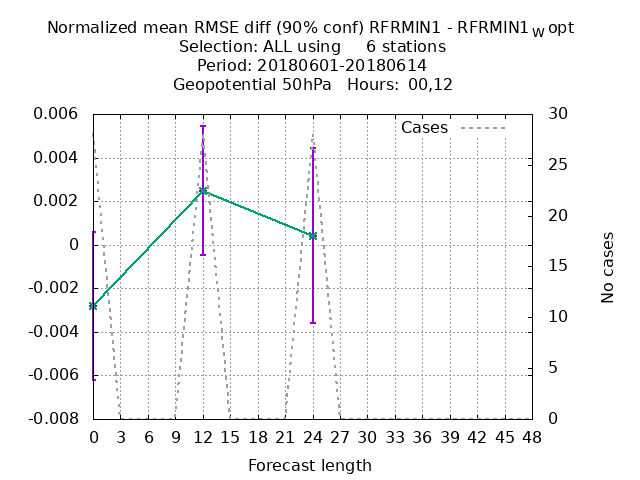 Normalized mean RMSE diff (90% conf) RFRMIN1 - RFRMIN1_W opt
Selection: ALL using     6 stations
Period: 20180601-20180614
Geopotential 50hPa   Hours:  00,12
Cases
0.006
0.004
0.002
0
-0.002
-0.004
-0.006
-0.008
30
25
20
15
10
5
0
No cases
0 3 6 9 12 15 18 21 24 27 30 33 36 39 42 45 48
Forecast length